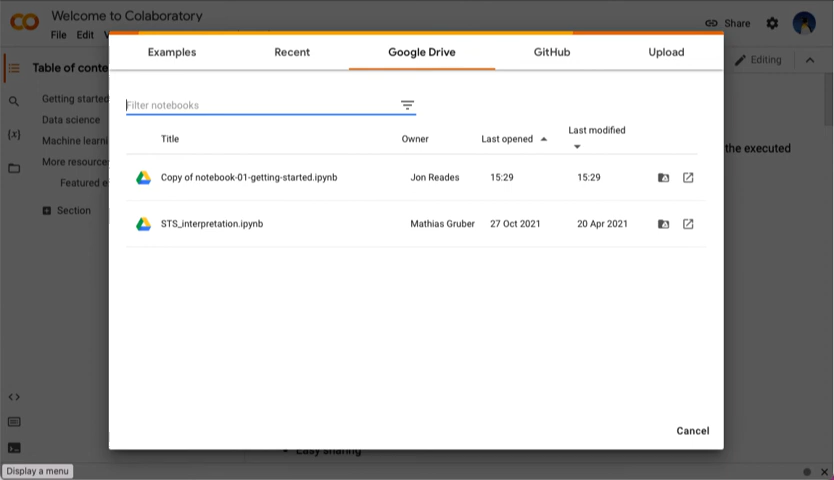 Welcome to Colaboratory
File Edit
Share
Editing
Table of conte
Getting started
Data science
Machine learni
More resource
Featured e
Section
Examples Recent Google Drive GitHub Upload
Filter notebooks
Title Owner Last opened Last modified
Copy of notebook-01-getting-started.ipynb Jon Reades 15:29 15:29
STS_interpretation.ipynb Mathias Gruber 27 Oct 2021 20 Apr 2021
the executed
Cancel
Easy sharing
Display a menu